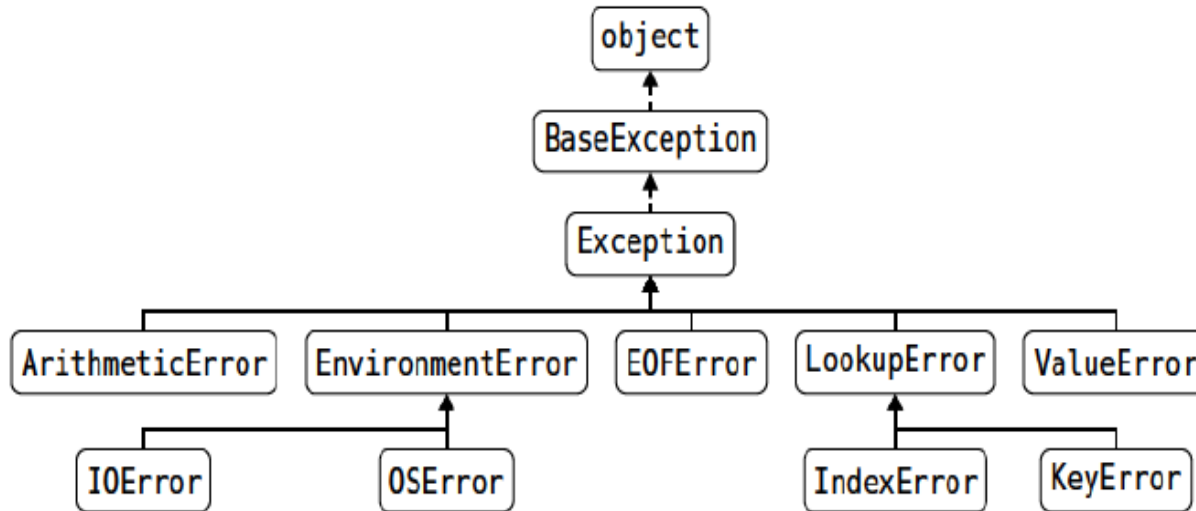 object
BaseException
Exception
ArithmeticError EnvironmentError EOFError LookupError ValueError
IOError OSError IndexError KeyError